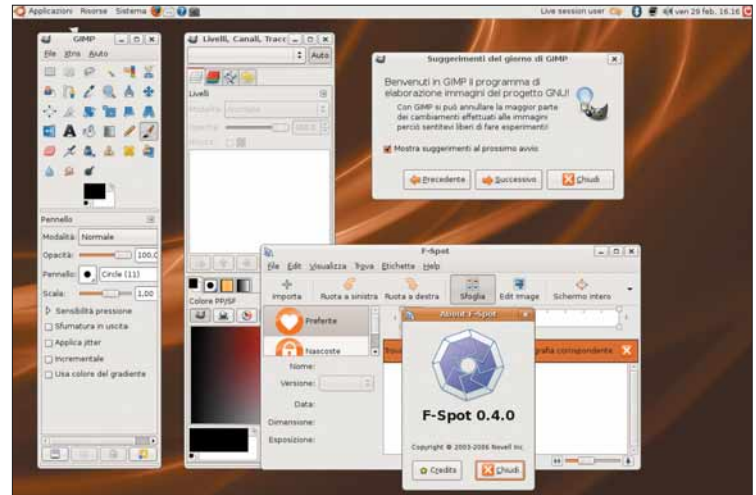 Applicazioni Risorse Sistema
Live session user
ven 29 feb, 16.16
GIMP
File Xtns Aiuto
Pennello
Modalità: Normale
Opacità: 100,0
Pennello: Circle (11)
Scala: 1,00
Sensibilità pressione
Sfumatura in uscita
Applica jitter
Incrementale
Usa colore del gradiente
Livelli, Canali, Tracc
Auto
Livelli
Modalità: Normale
Opacità: 100,0
Blocca:
Colore PP/SF
Suggerimenti del giorno di GIMP
Benvenuti in GIMP il programma di
elaborazione immagini del progetto GNU!
Con GIMP si può annullare la maggior parte
dei cambiamenti effettuati alle immagini
perciò sentitevi liberi di fare esperimenti!
Mostra suggerimenti al prossimo avvio
Precedente Successivo Chiudi
F-Spot
File Edit Visualizza Trova Etichette Help
Importa Ruota a sinistra Ruota a destra Sfoglia Edit Image Schermo intero
Preferite
Nascoste
Nome:
Versione:
Data:
Dimensione:
Esposizione:
grafia corrispondente
About F-Spot
F-Spot 0.4.0
Copyright © 2003-2006 Novell Inc.
Credits Chiudi